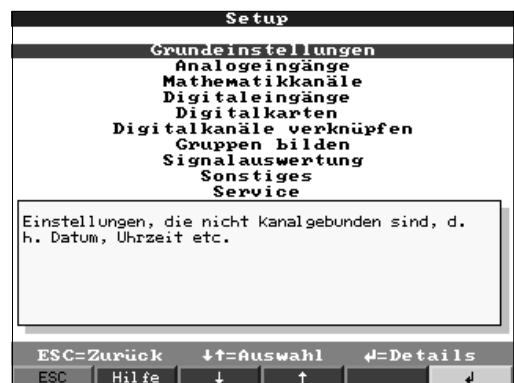 Setup
Grundeinstellungen
Analogeingänge
Mathematikkanäle
Digitaleingänge
Digitalkarten
Digitalkanäle verknüpfen
Gruppen bilden
Signalauswertung
Sonstiges
Service
Einstellungen, die nicht kanalgebunden sind, d.
h. Datum, Uhrzeit etc.
ESC=Zurück ↓↑=Auswahl ↲=Details
ESC Hilfe ↓ ↑ ↲